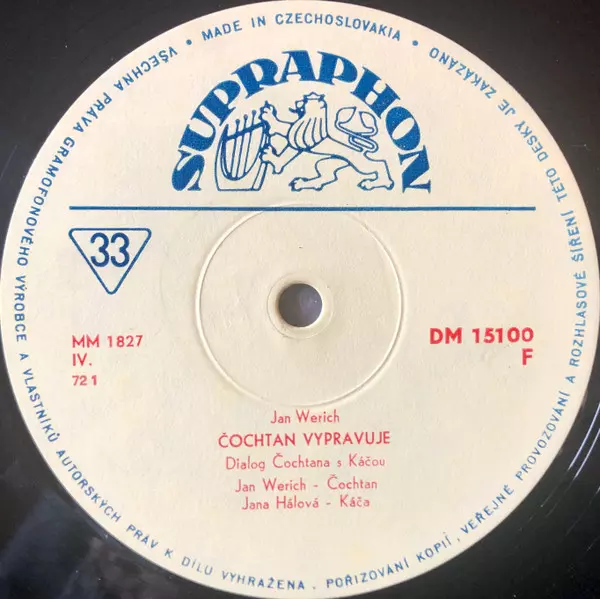 VŠECHNA PRÁVA GRAMOFONOVÉHO VÝROBCE A VLASTNÍKŮ AUTORSKÝCH PRÁV K DÍLU VYHRAŽENA. POŘIZOVÁNÍ KOPIÍ, VEŘEJNÉ PROVOZOVÁNÍ A ROZHLASOVÉ ŠÍŘENÍ TÉTO DESKY JE ZAKÁZÁNO
• MADE IN CZECHOSLOVAKIA •
SUPRAPHON
33
MM 1827
IV.
72 1
DM 15100
F
Jan Werich
ČOCHTAN VYPRAVUJE
Dialog Čochtana s Káčou
Jan Werich - Čochtan
Jana Hálová - Káča